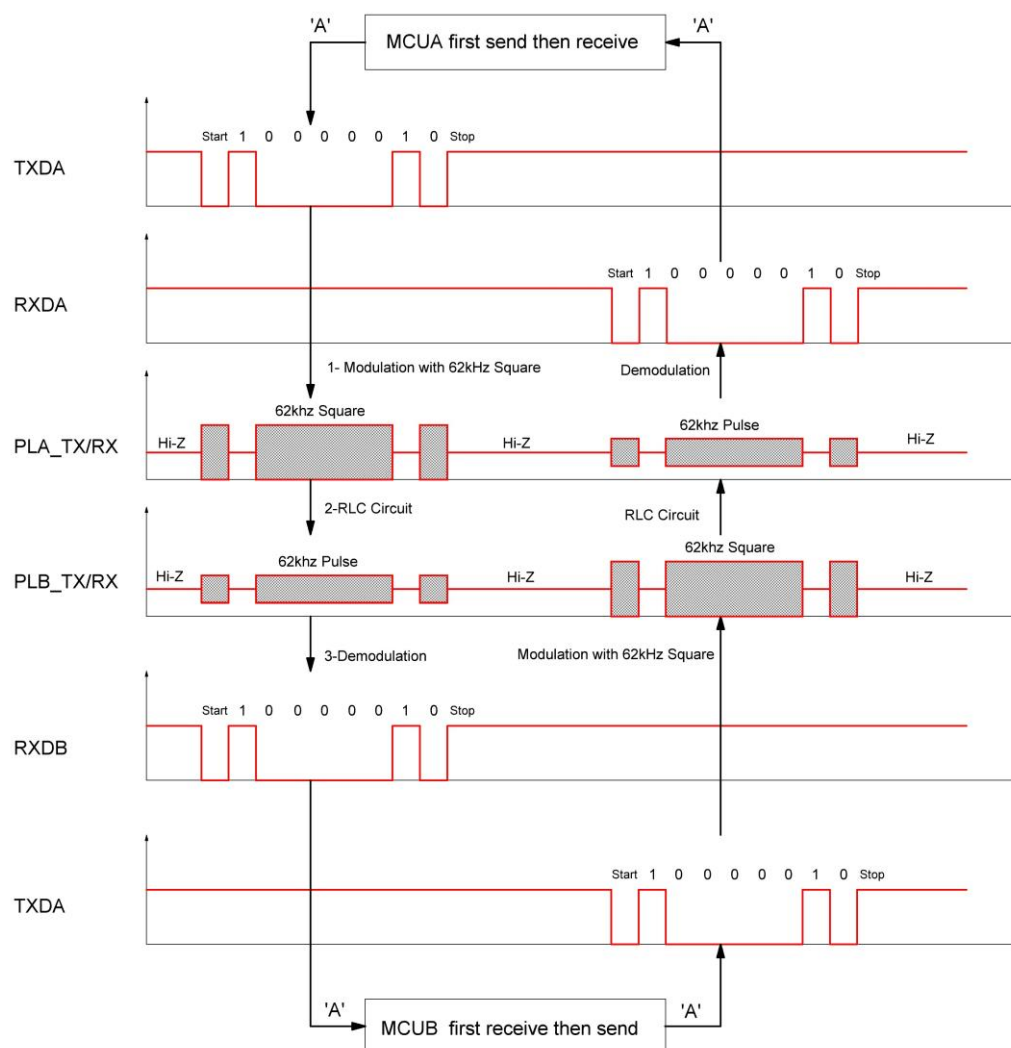 'A' MCUA first send then receive 'A'
Start 1 0 0 0 0 0 1 0 Stop
TXDA
Start 1 0 0 0 0 0 1 0 Stop
RXDA
1- Modulation with 62kHz Square
Demodulation
62khz Square
62khz Pulse
PLA_TX/RX
Hi-Z
Hi-Z
Hi-Z
2-RLC Circuit
RLC Circuit
62khz Pulse
62khz Square
PLB_TX/RX
Hi-Z
Hi-Z
Hi-Z
3-Demodulation
Modulation with 62kHz Square
Start 1 0 0 0 0 0 1 0 Stop
RXDB
Start 1 0 0 0 0 0 1 0 Stop
TXDA
'A' MCUB first receive then send 'A'